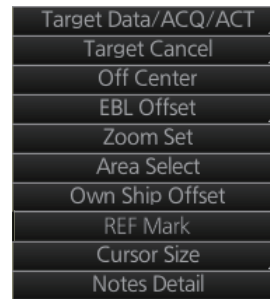 Target Data/ACQ/ACT
Target Cancel
Off Center
EBL Offset
Zoom Set
Area Select
Own Ship Offset
REF Mark
Cursor Size
Notes Detail